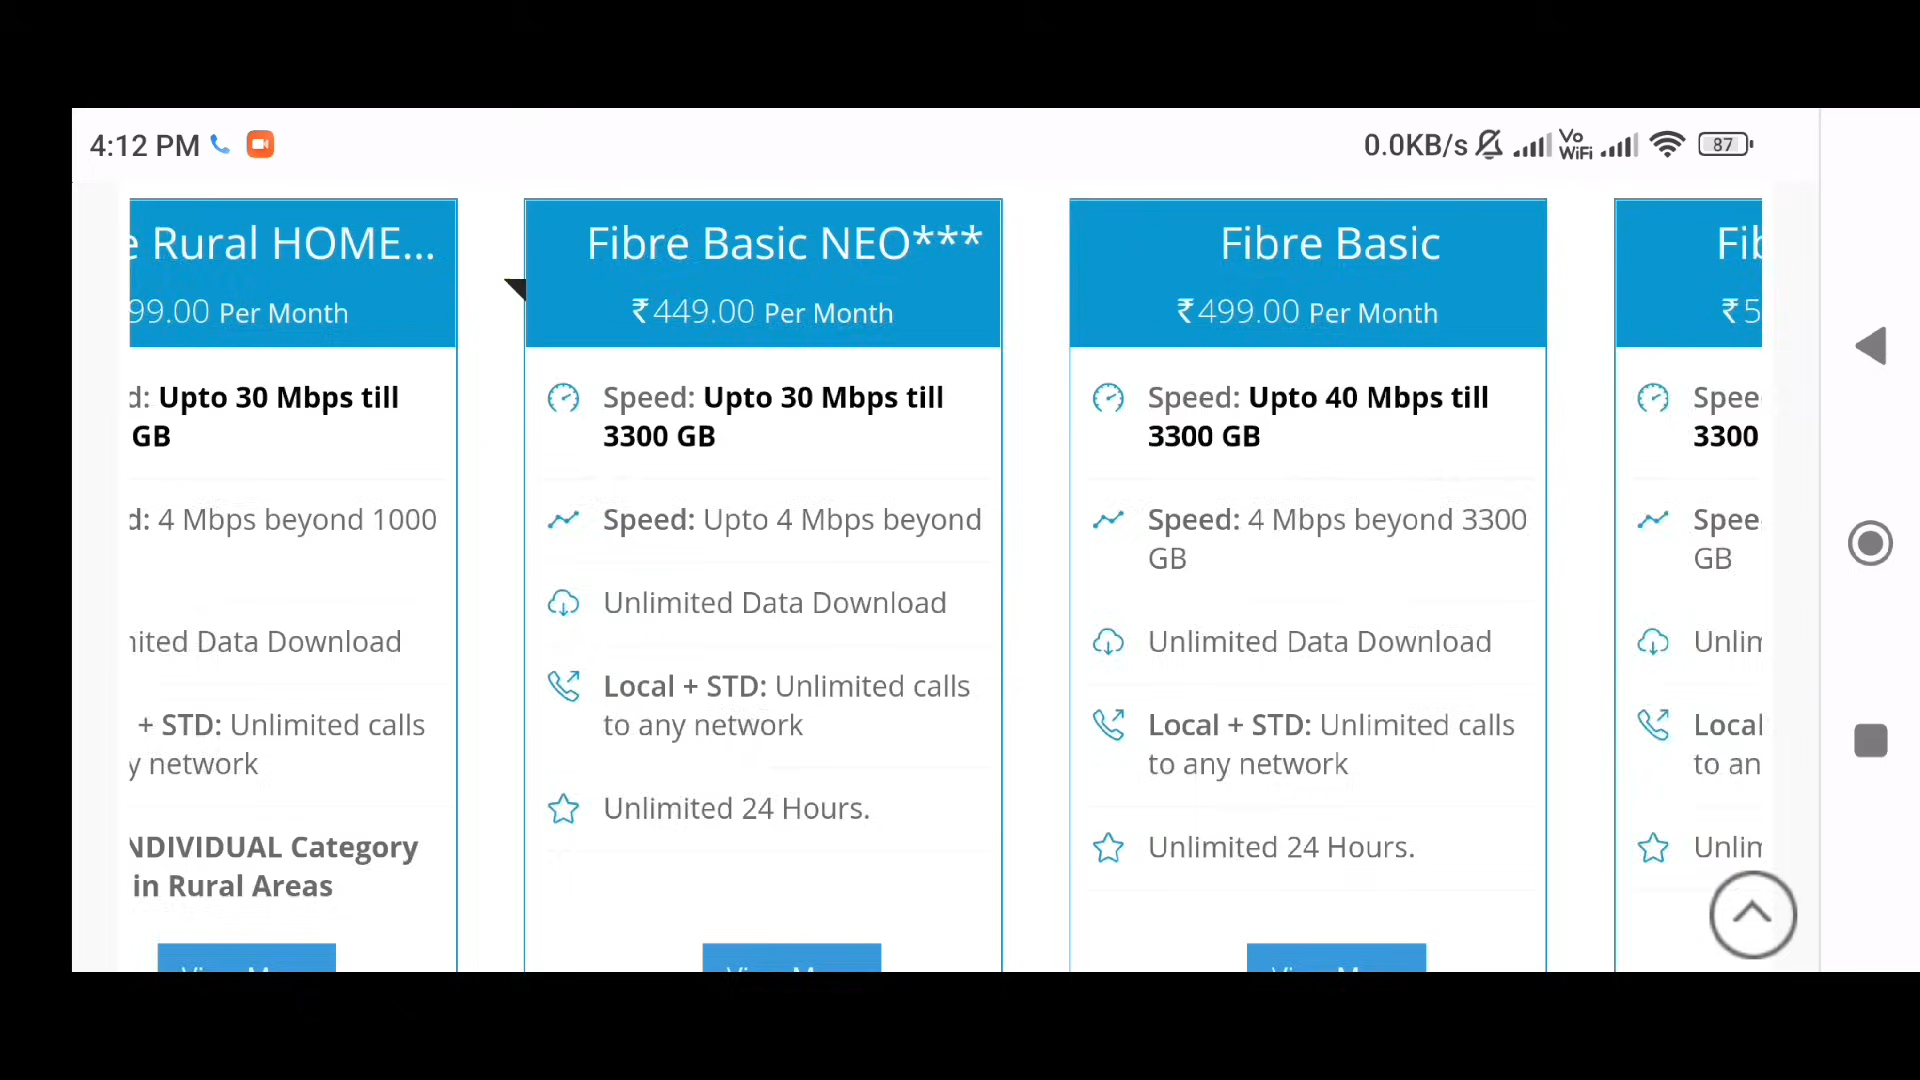 4:12 PM
0.0KB/s Vo WiFi 87
e Rural HOME...
99.00 Per Month
d: Upto 30 Mbps till
GB
d: 4 Mbps beyond 1000
nited Data Download
+ STD: Unlimited calls
y network
NDIVIDUAL Category
in Rural Areas
Fibre Basic NEO***
₹449.00 Per Month
Speed: Upto 30 Mbps till
3300 GB
Speed: Upto 4 Mbps beyond
Unlimited Data Download
Local + STD: Unlimited calls
to any network
Unlimited 24 Hours.
Fibre Basic
₹499.00 Per Month
Speed: Upto 40 Mbps till
3300 GB
Speed: 4 Mbps beyond 3300
GB
Unlimited Data Download
Local + STD: Unlimited calls
to any network
Unlimited 24 Hours.
Fib
₹5
Spee
3300
Spee
GB
Unlim
Local
to an
Unlim